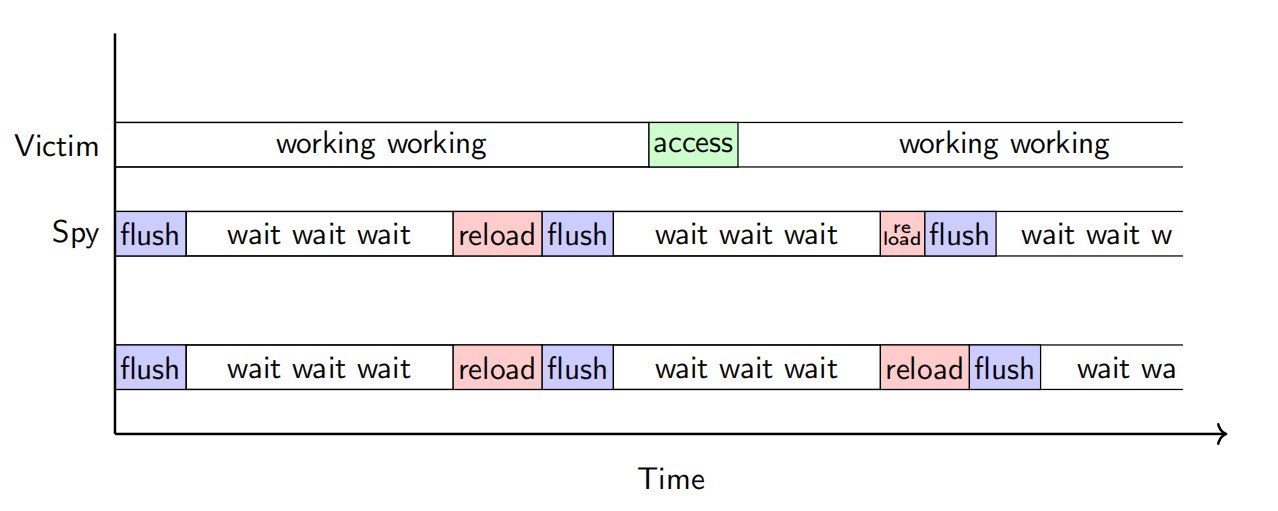 Victim working working access working working
Spy flush wait wait wait reload flush wait wait wait re load flush wait wait w
flush wait wait wait reload flush wait wait wait reload flush wait wa
Time